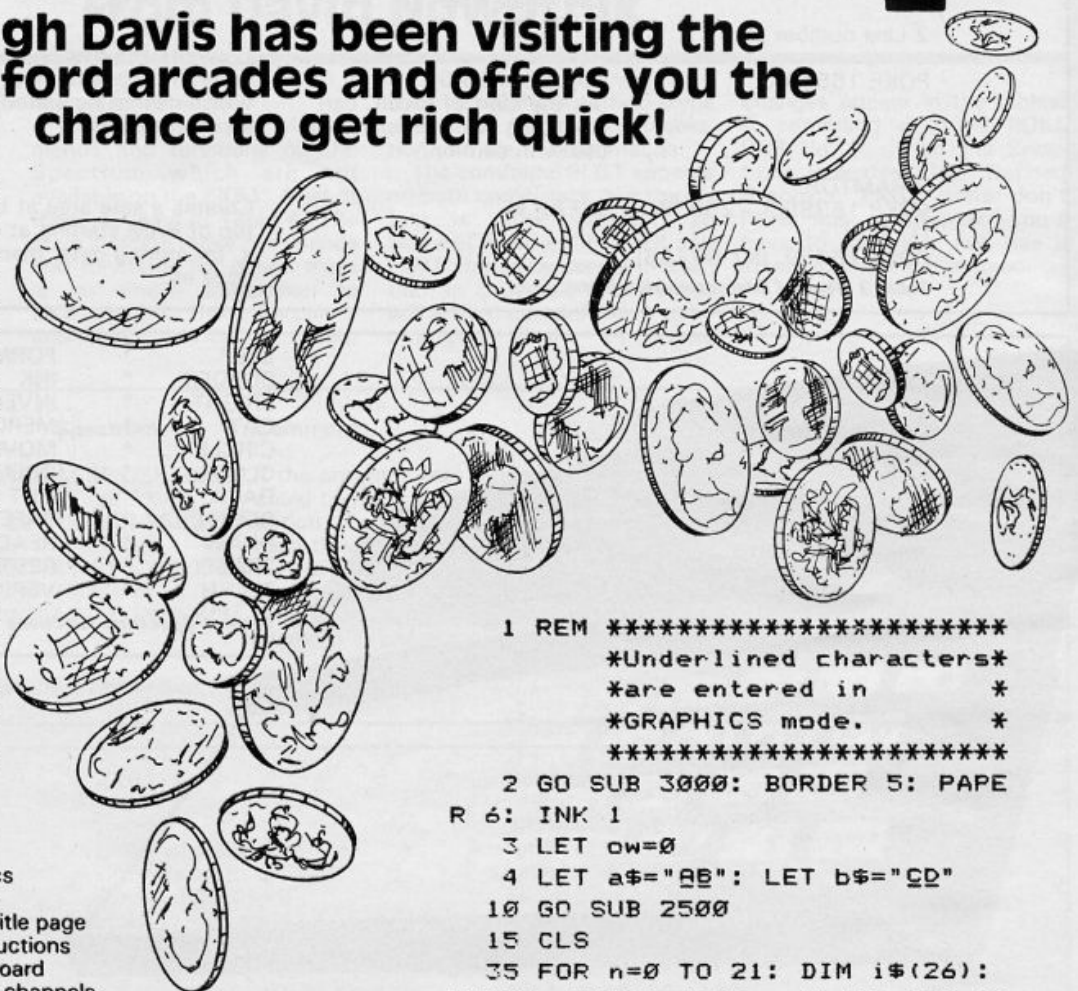 gh Davis has been visiting the
ford arcades and offers you the
chance to get rich quick!
1 REM ***********************
*Underlined characters*
*are entered in *
*GRAPHICS mode. *
***********************
2 GO SUB 3000: BORDER 5: PAPE
R 6: INK 1
3 LET ow=0
4 LET a$="AB": LET b$="CD"
10 GO SUB 2500
15 CLS
35 FOR n=0 TO 21: DIM i$(26):
cs
itle page
uctions
oard
channels